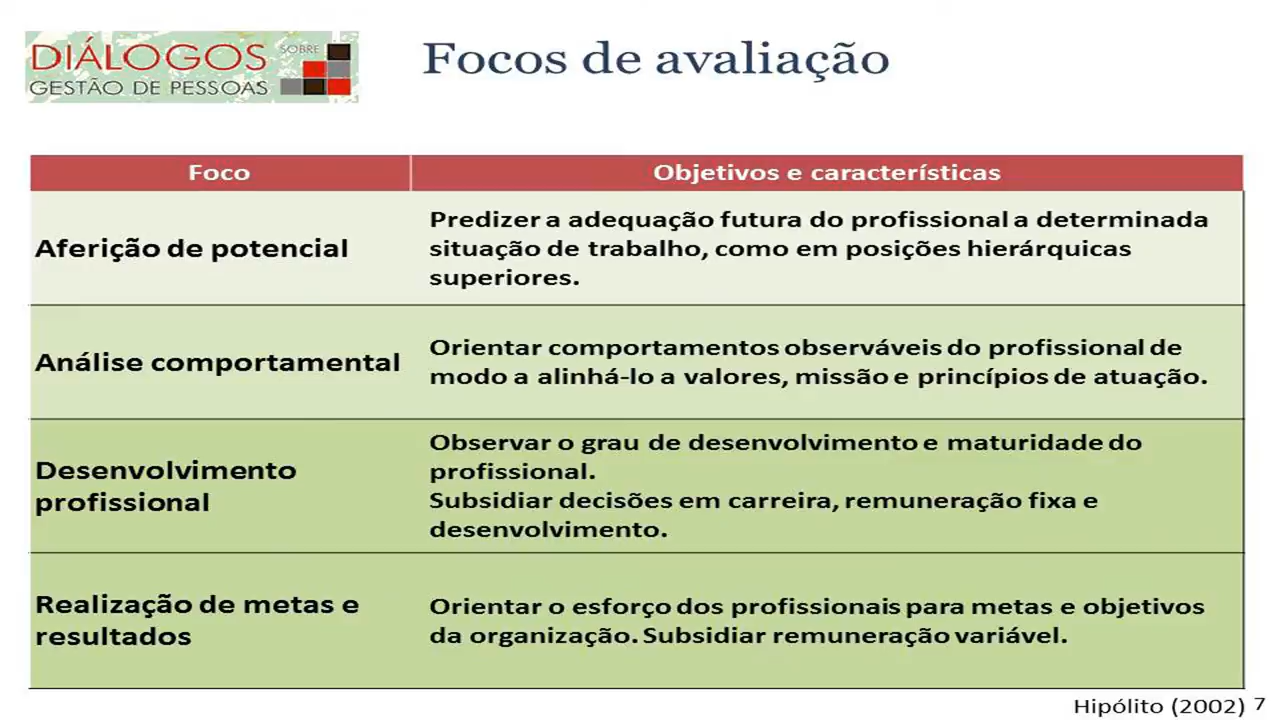 DIÁLOGOS SOBRE
GESTÃO DE PESSOAS
Focos de avaliação
Foco
Objetivos e características
Aferição de potencial
Predizer a adequação futura do profissional a determinada
situação de trabalho, como em posições hierárquicas
superiores.
Análise comportamental
Orientar comportamentos observáveis do profissional de
modo a alinhá-lo a valores, missão e princípios de atuação.
Desenvolvimento
profissional
Observar o grau de desenvolvimento e maturidade do
profissional.
Subsidiar decisões em carreira, remuneração fixa e
desenvolvimento.
Realização de metas e
resultados
Orientar o esforço dos profissionais para metas e objetivos
da organização. Subsidiar remuneração variável.
Hipólito (2002) 7